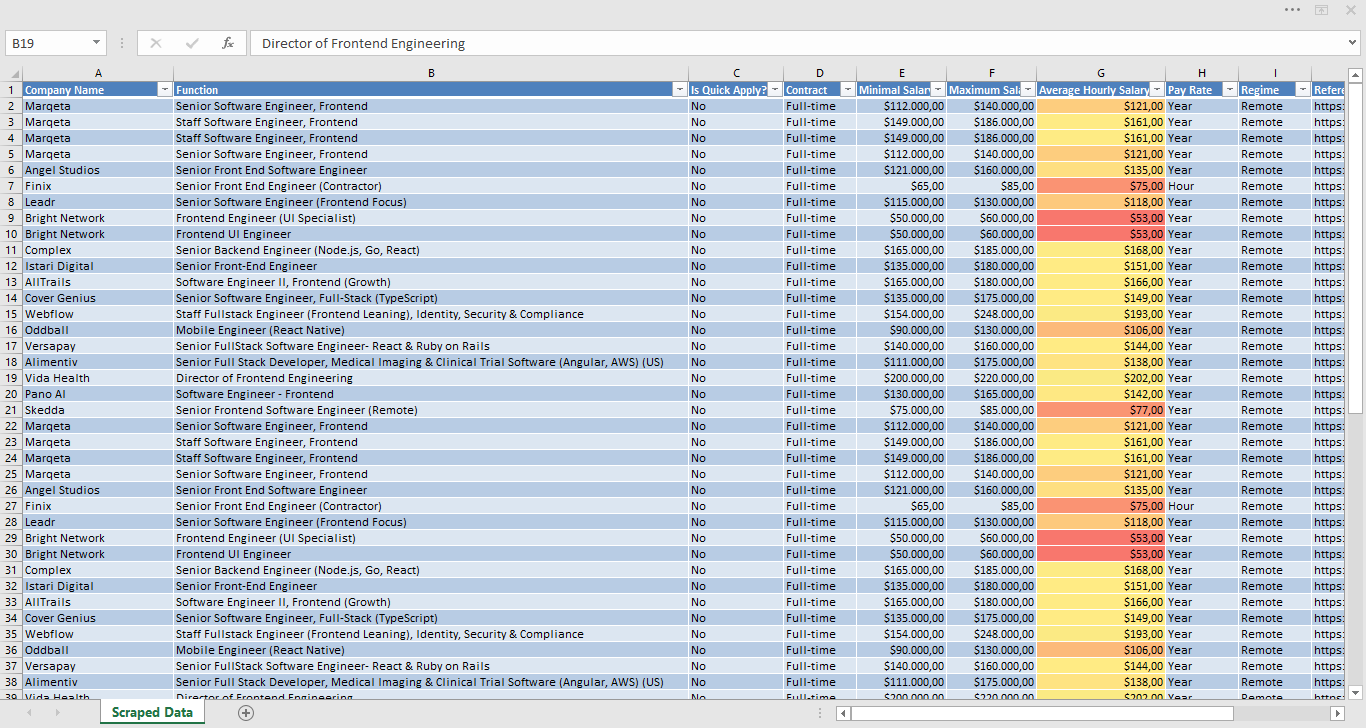 B19 fx Director of Frontend Engineering
A B C D E F G H I
1 Company Name Function Is Quick Apply? Contract Minimal Salary Maximum Sala Average Hourly Salary Pay Rate Regime Refere
2 Marqeta Senior Software Engineer, Frontend No Full-time $112.000,00 $140.000,00 $121,00 Year Remote https:
3 Marqeta Staff Software Engineer, Frontend No Full-time $149.000,00 $186.000,00 $161,00 Year Remote https:
4 Marqeta Staff Software Engineer, Frontend No Full-time $149.000,00 $186.000,00 $161,00 Year Remote https:
5 Marqeta Senior Software Engineer, Frontend No Full-time $112.000,00 $140.000,00 $121,00 Year Remote https:
6 Angel Studios Senior Front End Software Engineer No Full-time $121.000,00 $160.000,00 $135,00 Year Remote https:
7 Finix Senior Front End Engineer (Contractor) No Full-time $65,00 $85,00 $75,00 Hour Remote https:
8 Leadr Senior Software Engineer (Frontend Focus) No Full-time $115.000,00 $130.000,00 $118,00 Year Remote https:
9 Bright Network Frontend Engineer (UI Specialist) No Full-time $50.000,00 $60.000,00 $53,00 Year Remote https:
10 Bright Network Frontend UI Engineer No Full-time $50.000,00 $60.000,00 $53,00 Year Remote https:
11 Complex Senior Backend Engineer (Node.js, Go, React) No Full-time $165.000,00 $185.000,00 $168,00 Year Remote https:
12 Istari Digital Senior Front-End Engineer No Full-time $135.000,00 $180.000,00 $151,00 Year Remote https:
13 AllTrails Software Engineer II, Frontend (Growth) No Full-time $165.000,00 $180.000,00 $166,00 Year Remote https:
14 Cover Genius Senior Software Engineer, Full-Stack (TypeScript) No Full-time $135.000,00 $175.000,00 $149,00 Year Remote https:
15 Webflow Staff Fullstack Engineer (Frontend Leaning), Identity, Security & Compliance No Full-time $154.000,00 $248.000,00 $193,00 Year Remote https:
16 Oddball Mobile Engineer (React Native) No Full-time $90.000,00 $130.000,00 $106,00 Year Remote https:
17 Versapay Senior FullStack Software Engineer- React & Ruby on Rails No Full-time $140.000,00 $160.000,00 $144,00 Year Remote https:
18 Alimentiv Senior Full Stack Developer, Medical Imaging & Clinical Trial Software (Angular, AWS) (US) No Full-time $111.000,00 $175.000,00 $138,00 Year Remote https:
19 Vida Health Director of Frontend Engineering No Full-time $200.000,00 $220.000,00 $202,00 Year Remote https:
20 Pano AI Software Engineer - Frontend No Full-time $130.000,00 $165.000,00 $142,00 Year Remote https:
21 Skedda Senior Frontend Software Engineer (Remote) No Full-time $75.000,00 $85.000,00 $77,00 Year Remote https:
22 Marqeta Senior Software Engineer, Frontend No Full-time $112.000,00 $140.000,00 $121,00 Year Remote https:
23 Marqeta Staff Software Engineer, Frontend No Full-time $149.000,00 $186.000,00 $161,00 Year Remote https:
24 Marqeta Staff Software Engineer, Frontend No Full-time $149.000,00 $186.000,00 $161,00 Year Remote https:
25 Marqeta Senior Software Engineer, Frontend No Full-time $112.000,00 $140.000,00 $121,00 Year Remote https:
26 Angel Studios Senior Front End Software Engineer No Full-time $121.000,00 $160.000,00 $135,00 Year Remote https:
27 Finix Senior Front End Engineer (Contractor) No Full-time $65,00 $85,00 $75,00 Hour Remote https:
28 Leadr Senior Software Engineer (Frontend Focus) No Full-time $115.000,00 $130.000,00 $118,00 Year Remote https:
29 Bright Network Frontend Engineer (UI Specialist) No Full-time $50.000,00 $60.000,00 $53,00 Year Remote https:
30 Bright Network Frontend UI Engineer No Full-time $50.000,00 $60.000,00 $53,00 Year Remote https:
31 Complex Senior Backend Engineer (Node.js, Go, React) No Full-time $165.000,00 $185.000,00 $168,00 Year Remote https:
32 Istari Digital Senior Front-End Engineer No Full-time $135.000,00 $180.000,00 $151,00 Year Remote https:
33 AllTrails Software Engineer II, Frontend (Growth) No Full-time $165.000,00 $180.000,00 $166,00 Year Remote https:
34 Cover Genius Senior Software Engineer, Full-Stack (TypeScript) No Full-time $135.000,00 $175.000,00 $149,00 Year Remote https:
35 Webflow Staff Fullstack Engineer (Frontend Leaning), Identity, Security & Compliance No Full-time $154.000,00 $248.000,00 $193,00 Year Remote https:
36 Oddball Mobile Engineer (React Native) No Full-time $90.000,00 $130.000,00 $106,00 Year Remote https:
37 Versapay Senior FullStack Software Engineer- React & Ruby on Rails No Full-time $140.000,00 $160.000,00 $144,00 Year Remote https:
38 Alimentiv Senior Full Stack Developer, Medical Imaging & Clinical Trial Software (Angular, AWS) (US) No Full-time $111.000,00 $175.000,00 $138,00 Year Remote https:
39 Vida Health Director of Frontend Engineering No Full-time $200.000,00 $220.000,00 $202,00 Year Remote https:
Scraped Data